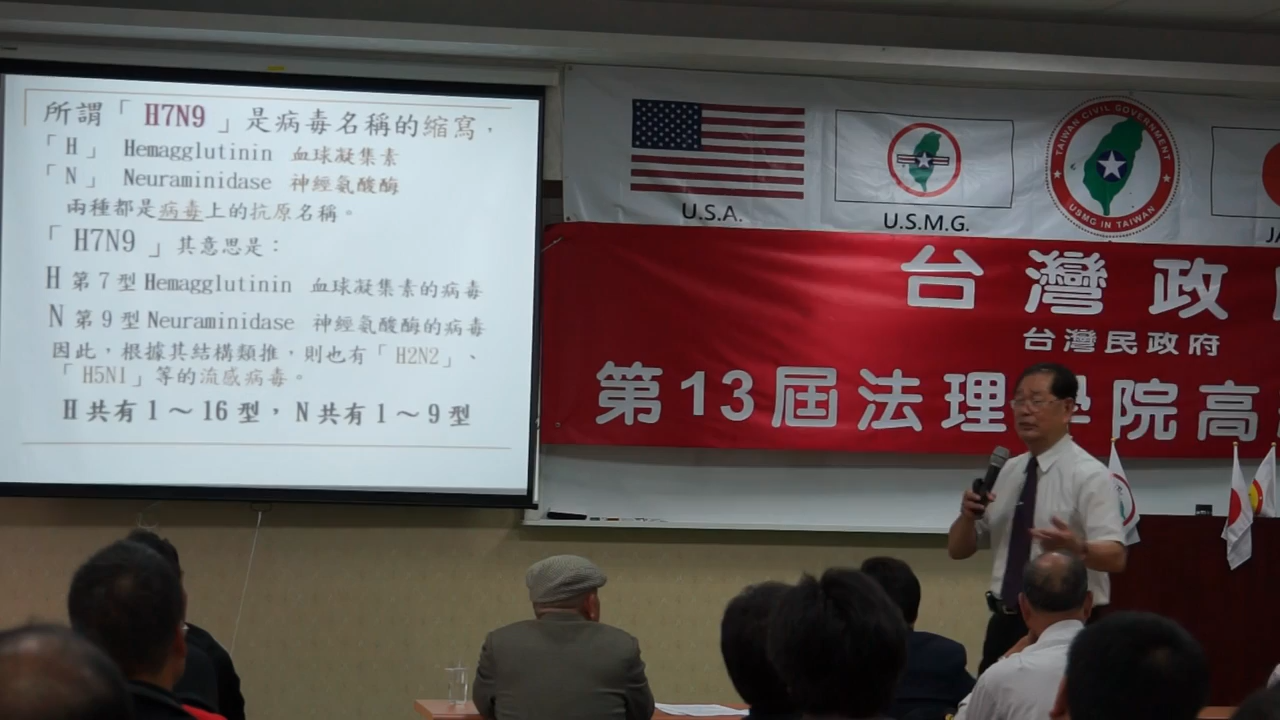 所謂「 H7N9 」是病毒名稱的縮寫，
「H」 Hemagglutinin 血球凝集素
「N」 Neuraminidase 神經氨酸酶
兩種都是病毒上的抗原名稱。
「 H7N9 」其意思是：
H 第 7 型 Hemagglutinin 血球凝集素的病毒
N 第 9 型 Neuraminidase 神經氨酸酶的病毒
因此，根據其結構類推，則也有「 H2N2」、
「 H5N1」等的流感病毒。
H 共有 1 ～ 16 型，N 共有 1 ～ 9 型
U.S.A.
U.S.M.G.
TAIWAN CIVIL GOVERNMENT
USMG IN TAIWAN
JA
台灣政
台灣民政府
第13屆法理學院高